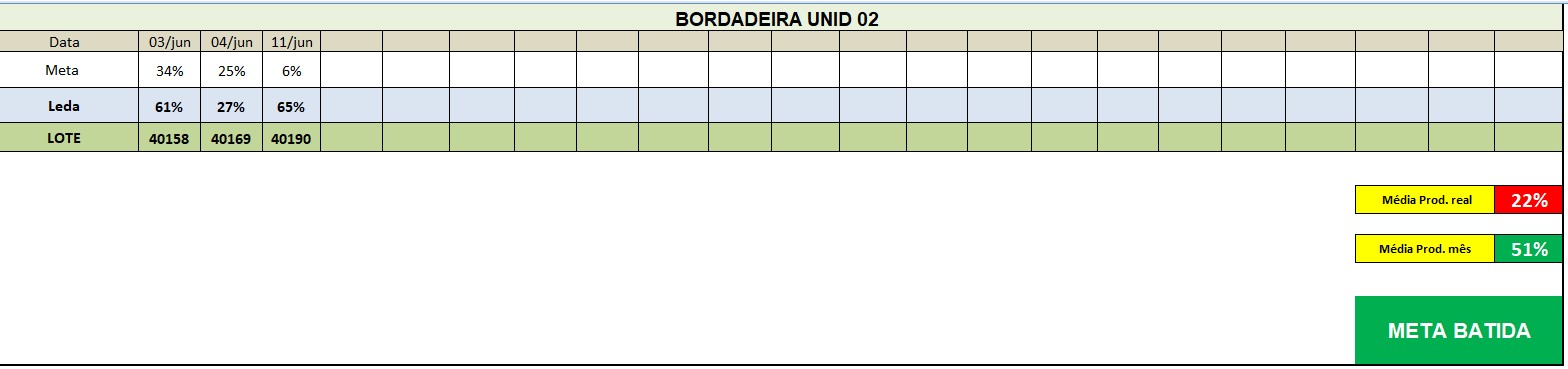 BORDADEIRA UNID 02
Data 03/jun 04/jun 11/jun
Meta 34% 25% 6%
Leda 61% 27% 65%
LOTE 40158 40169 40190
Média Prod. real 22%
Média Prod. mês 51%
META BATIDA